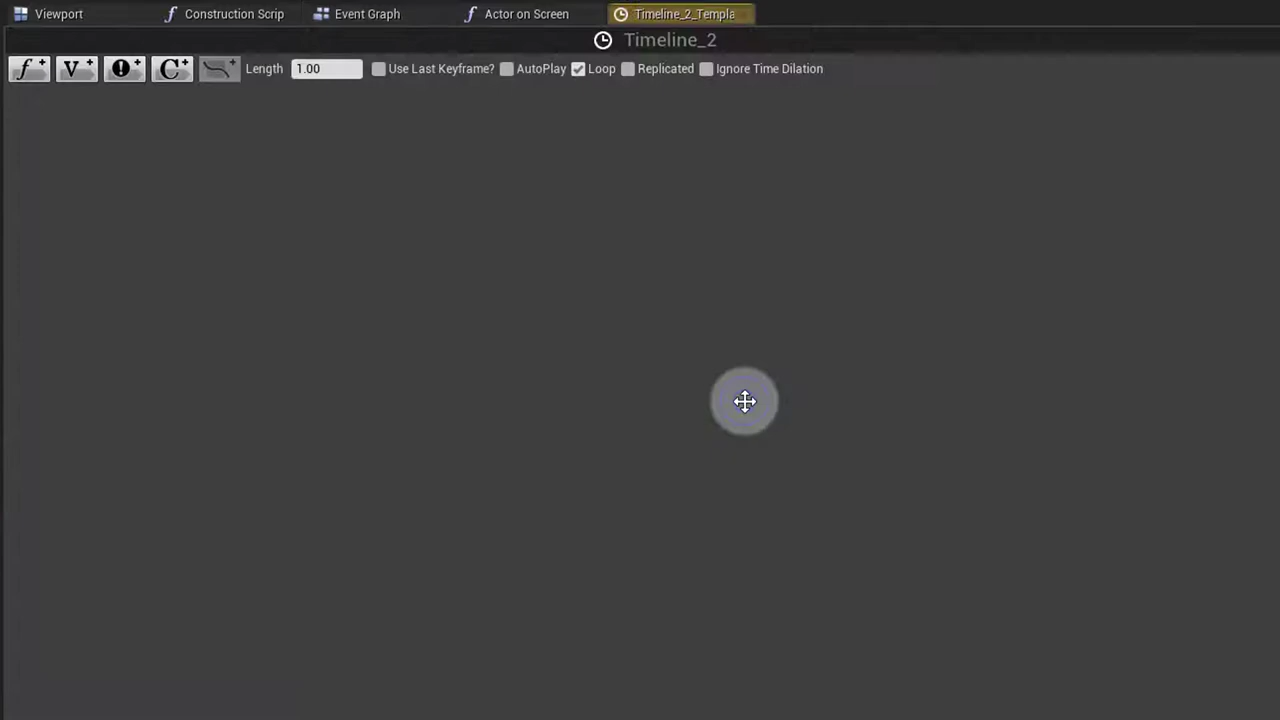 Viewport
f Construction Scrip
Event Graph
f Actor on Screen
Timeline_2_Templa
Timeline_2
f+ V+ !+ C+ + Length 1.00 Use Last Keyframe? AutoPlay Loop Replicated Ignore Time Dilation